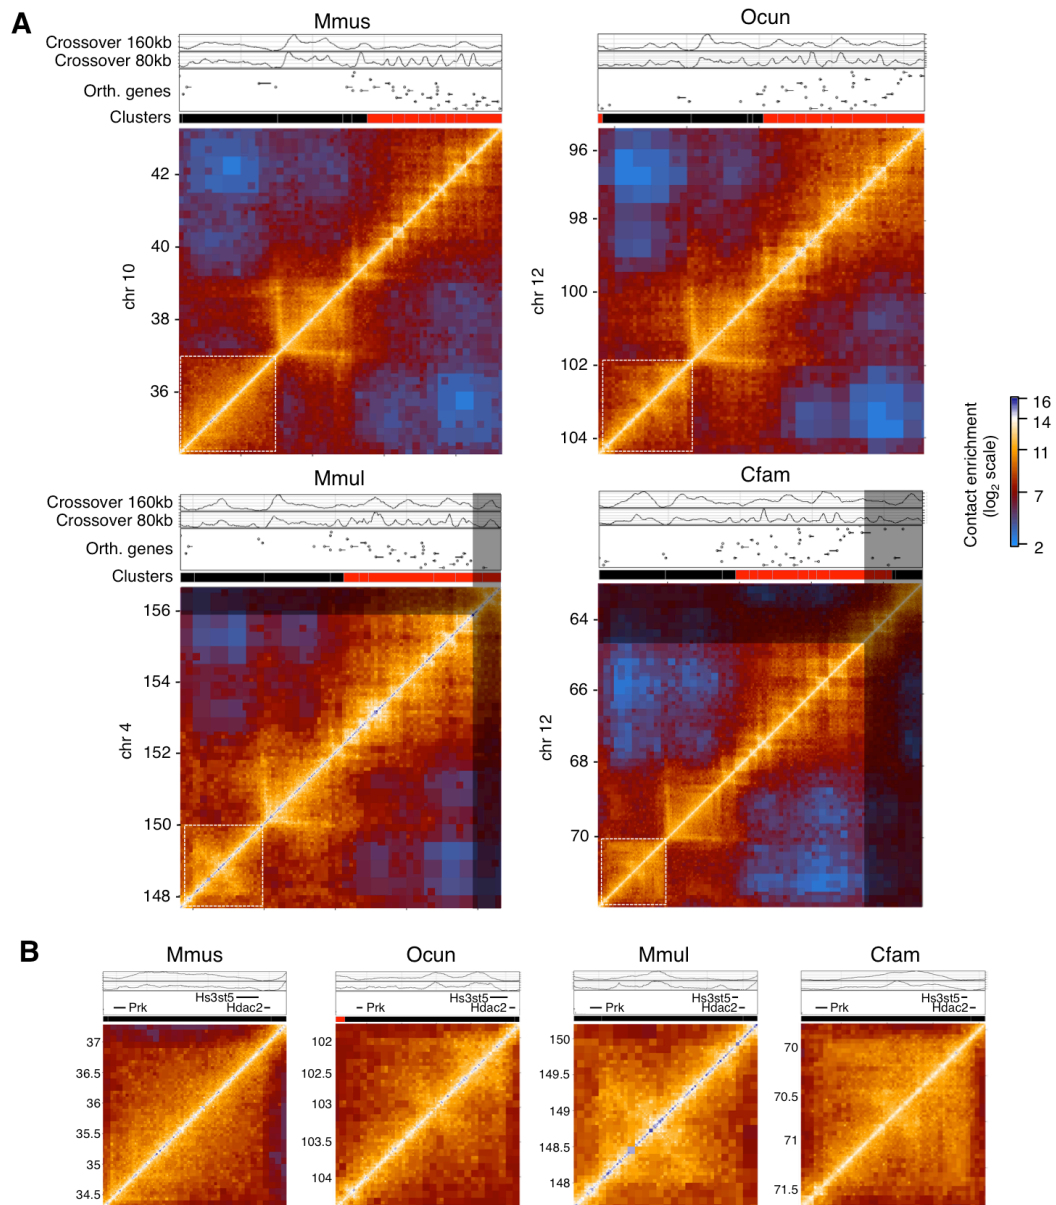 A
Mmus
Ocun
Crossover 160kb
Crossover 80kb
Orth. genes
Clusters
42
40
38
36
chr 10
96
98
100
102
104
chr 12
Contact enrichment
(log2 scale)
16
14
11
7
2
Mmul
Cfam
Crossover 160kb
Crossover 80kb
Orth. genes
Clusters
156
154
152
150
148
chr 4
64
66
68
70
chr 12
B
Mmus
Ocun
Mmul
Cfam
Hs3st5
Prk
Hdac2
Hs3st5
Prk
Hdac2
Hs3st5
Prk
Hdac2
Hs3st5
Prk
Hdac2
37
36.5
36
35.5
35
34.5
102
102.5
103
103.5
104
150
149.5
149
148.5
148
70
70.5
71
71.5